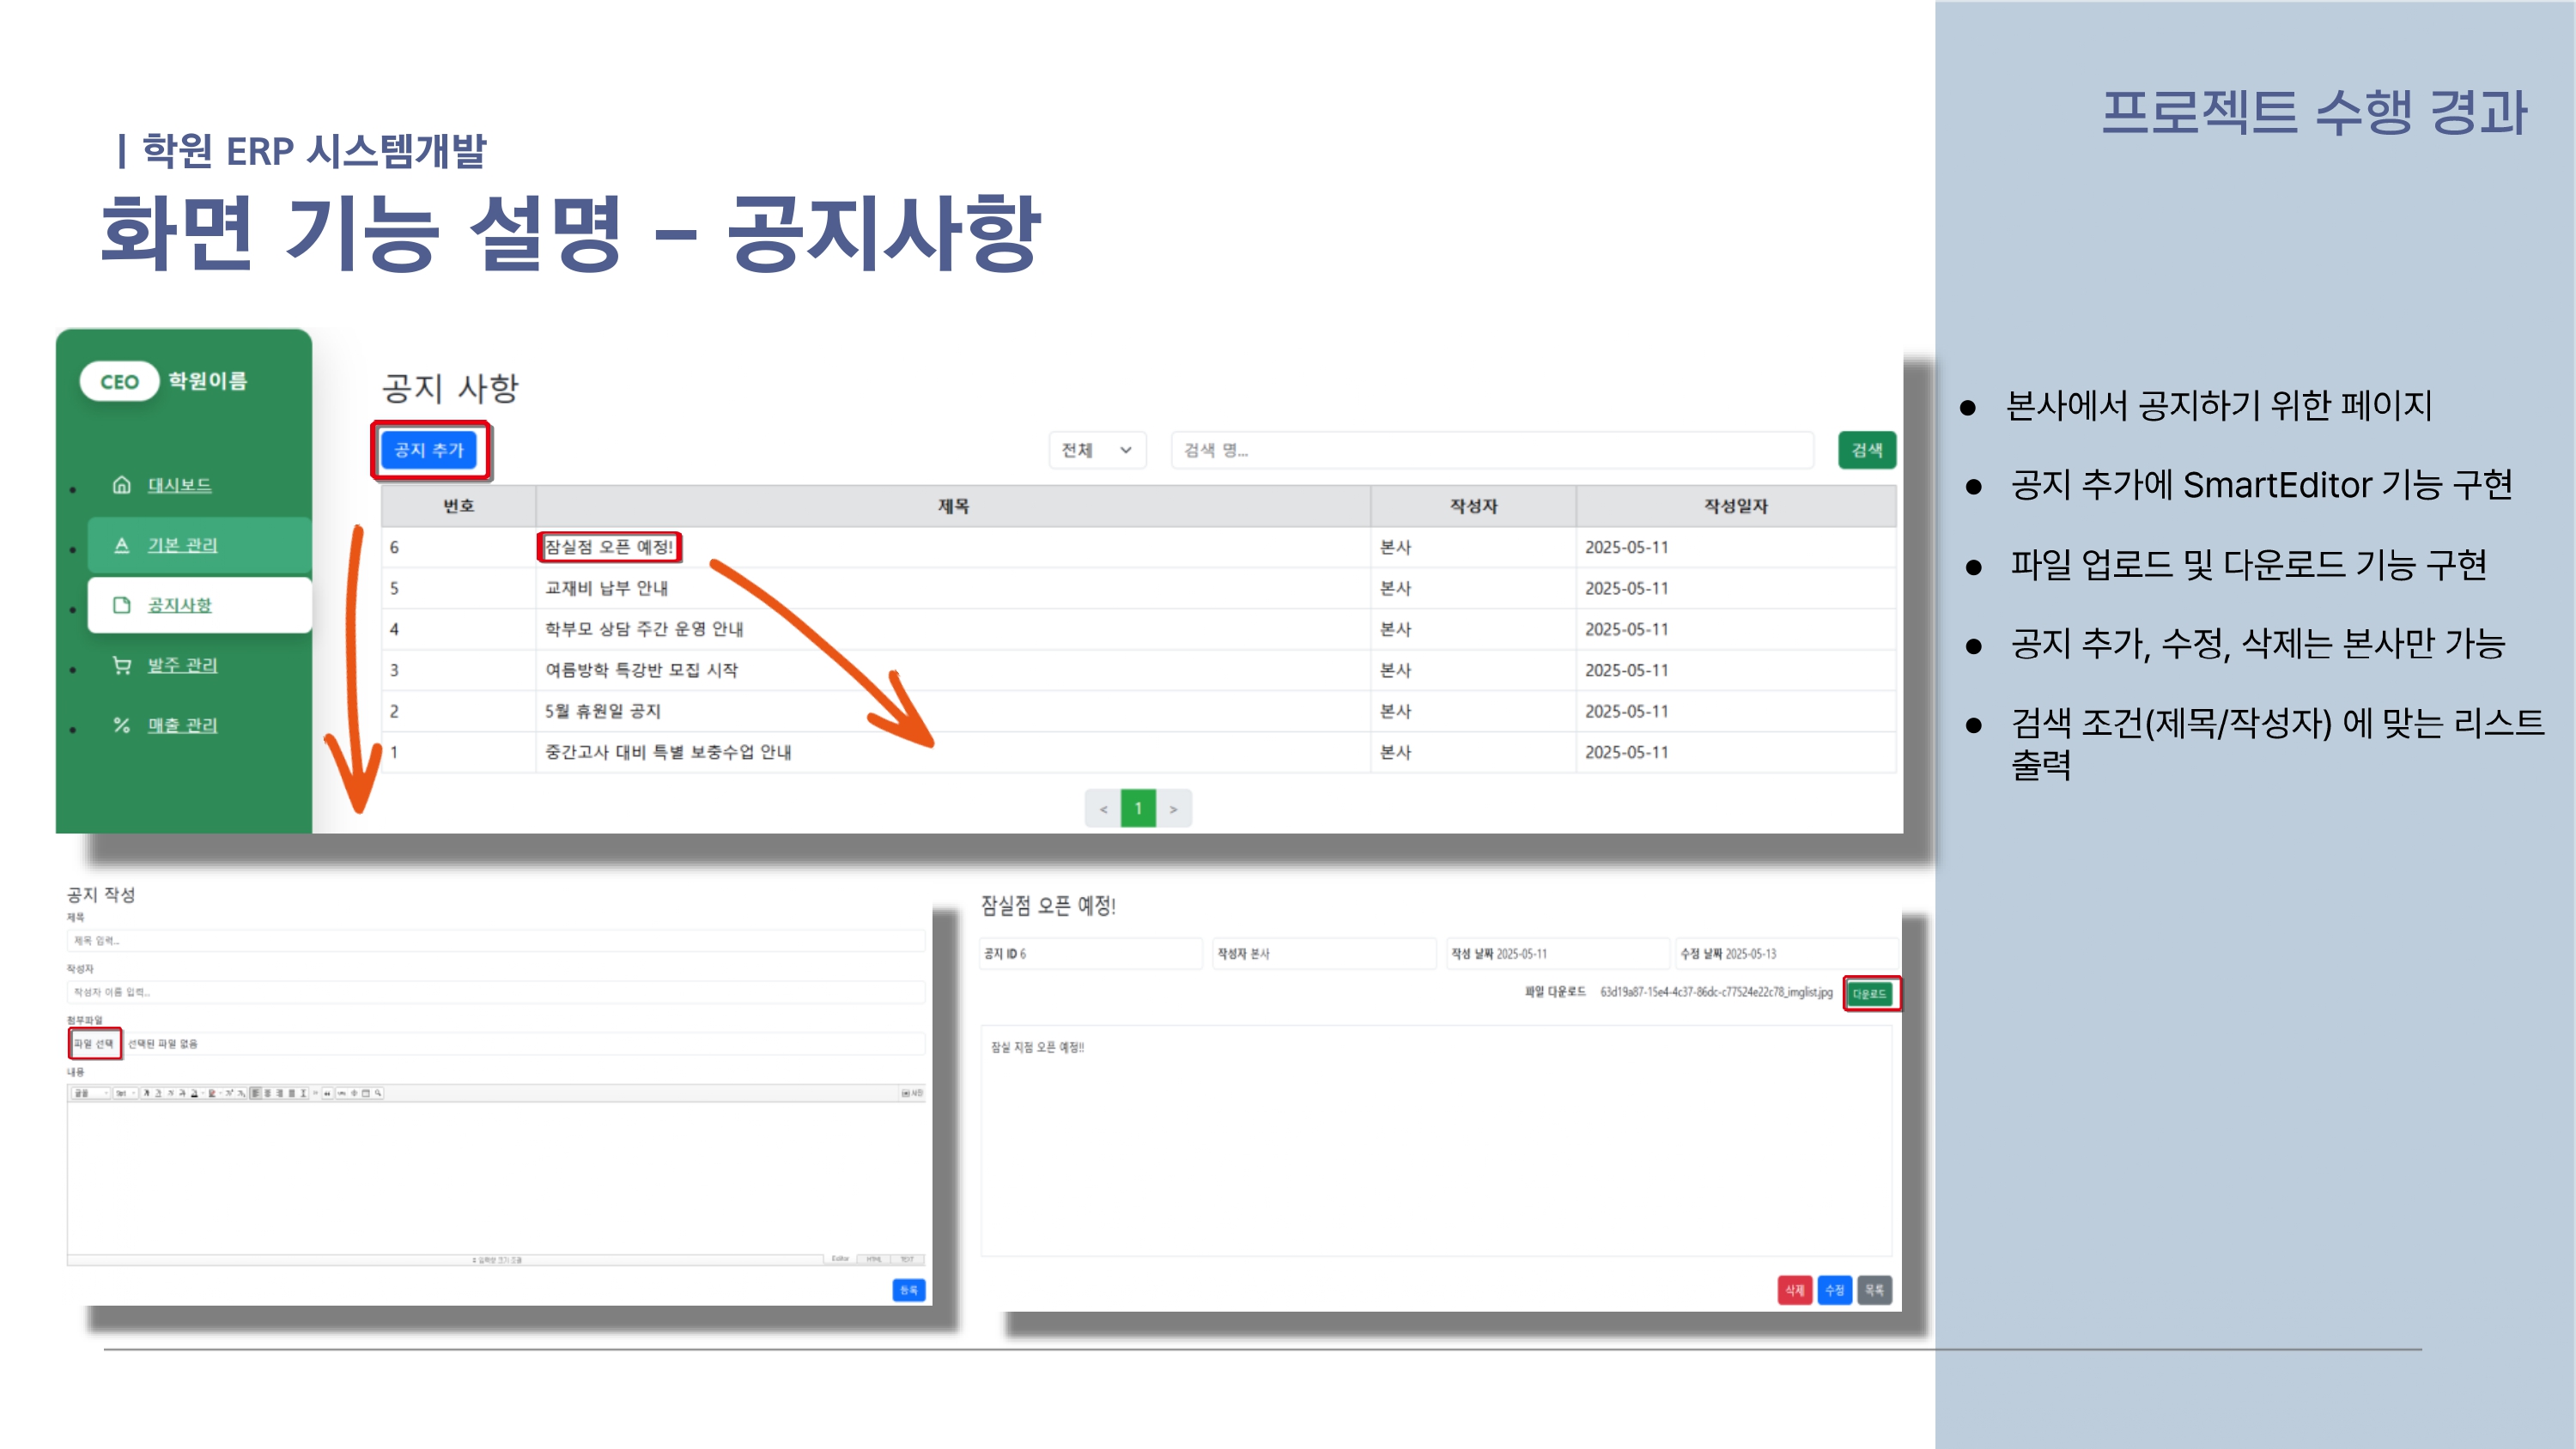 프로젝트 수행 경과
| 학원 ERP 시스템개발
화면 기능 설명 – 공지사항
CEO 학원이름
대시보드
기본 관리
공지사항
발주 관리
매출 관리
공지 사항
공지 추가
전체
검색 명...
검색
번호 제목 작성자 작성일자
6 잠실점 오픈 예정! 본사 2025-05-11
5 교재비 납부 안내 본사 2025-05-11
4 학부모 상담 주간 운영 안내 본사 2025-05-11
3 여름방학 특강반 모집 시작 본사 2025-05-11
2 5월 휴원일 공지 본사 2025-05-11
1 중간고사 대비 특별 보충수업 안내 본사 2025-05-11
< 1 >
● 본사에서 공지하기 위한 페이지
● 공지 추가에 SmartEditor 기능 구현
● 파일 업로드 및 다운로드 기능 구현
● 공지 추가, 수정, 삭제는 본사만 가능
● 검색 조건(제목/작성자) 에 맞는 리스트
출력
공지 작성
제목
제목 입력...
작성자
작성자 이름 입력...
첨부파일
파일 선택 선택된 파일 없음
내용
사진
입력창 크기 조절
Editor HTML TEXT
등록
잠실점 오픈 예정!
공지 ID 6
작성자 본사
작성 날짜 2025-05-11
수정 날짜 2025-05-13
파일 다운로드 63d19a87-15e4-4c37-86dc-c77524e22c78_imglist.jpg
다운로드
잠실 지점 오픈 예정!!
삭제 수정 목록